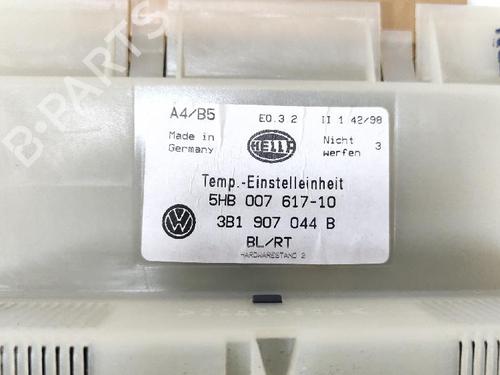 B-PARTS
A4/B5 E0.3 2 II 1 42/98
Made in Germany
HELLA
Nicht werfen 3
Temp.-Einstelleinheit
5HB 007 617-10
3B1 907 044 B
BL/RT
HARDWARESTAND 2